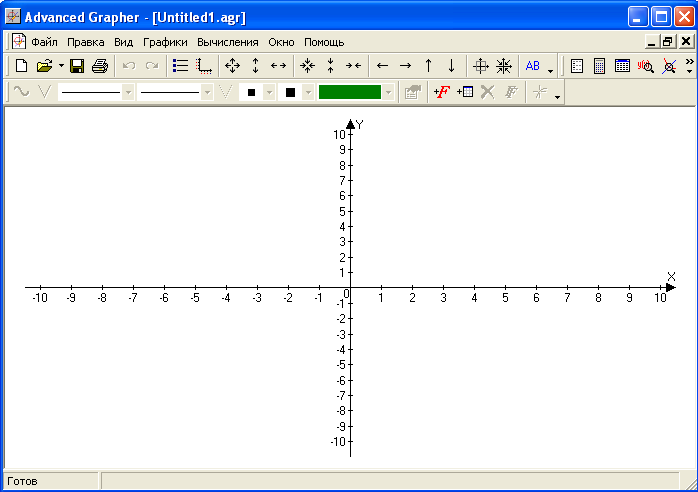 Advanced Grapher - [Untitled1.agr]
Файл Правка Вид Графики Вычисления Окно Помощь
AB
+F F
Y
10
9
8
7
6
5
4
3
2
1
X
-10 -9 -8 -7 -6 -5 -4 -3 -2 -1 0 1 2 3 4 5 6 7 8 9 10
-1
-2
-3
-4
-5
-6
-7
-8
-9
-10
Готов